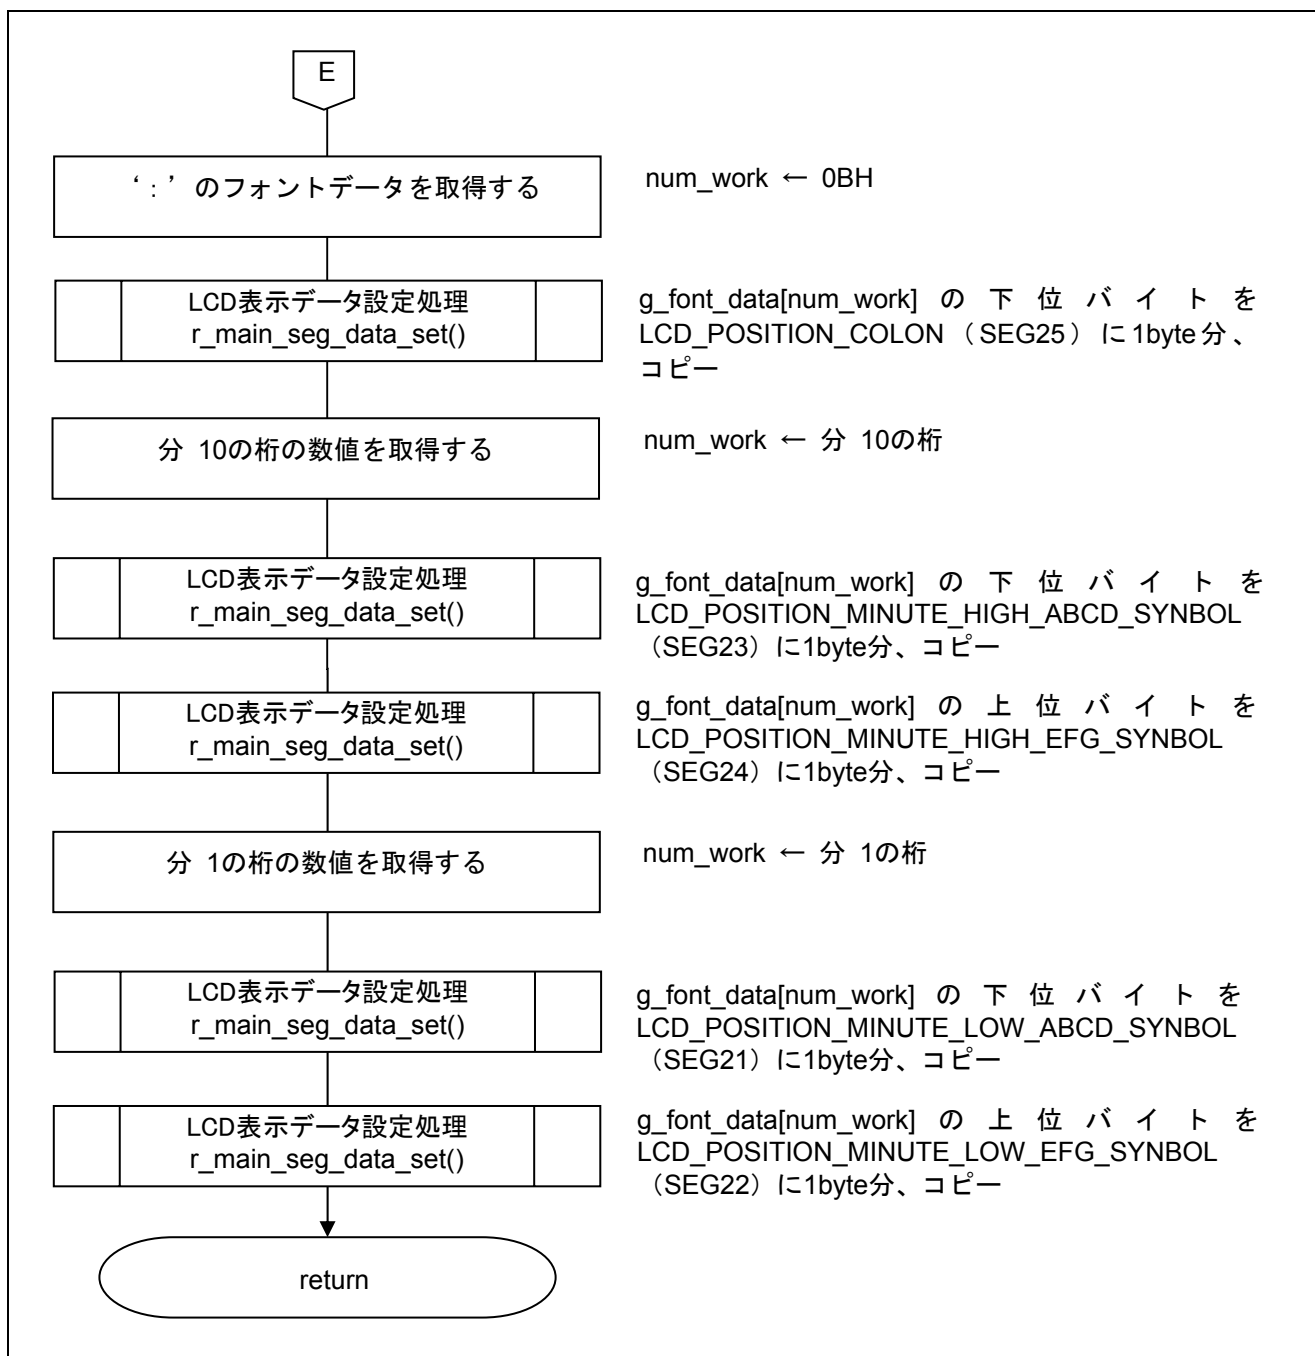 E
‘：’のフォントデータを取得する
num_work ← 0BH
LCD表示データ設定処理
r_main_seg_data_set()
g_font_data[num_work] の下位バイトを
LCD_POSITION_COLON（SEG25）に1byte分、
コピー
分 10の桁の数値を取得する
num_work ← 分 10の桁
LCD表示データ設定処理
r_main_seg_data_set()
g_font_data[num_work] の下位バイトを
LCD_POSITION_MINUTE_HIGH_ABCD_SYNBOL
（SEG23）に1byte分、コピー
LCD表示データ設定処理
r_main_seg_data_set()
g_font_data[num_work] の上位バイトを
LCD_POSITION_MINUTE_HIGH_EFG_SYNBOL
（SEG24）に1byte分、コピー
分 1の桁の数値を取得する
num_work ← 分 1の桁
LCD表示データ設定処理
r_main_seg_data_set()
g_font_data[num_work] の下位バイトを
LCD_POSITION_MINUTE_LOW_ABCD_SYNBOL
（SEG21）に1byte分、コピー
LCD表示データ設定処理
r_main_seg_data_set()
g_font_data[num_work] の上位バイトを
LCD_POSITION_MINUTE_LOW_EFG_SYNBOL
（SEG22）に1byte分、コピー
return